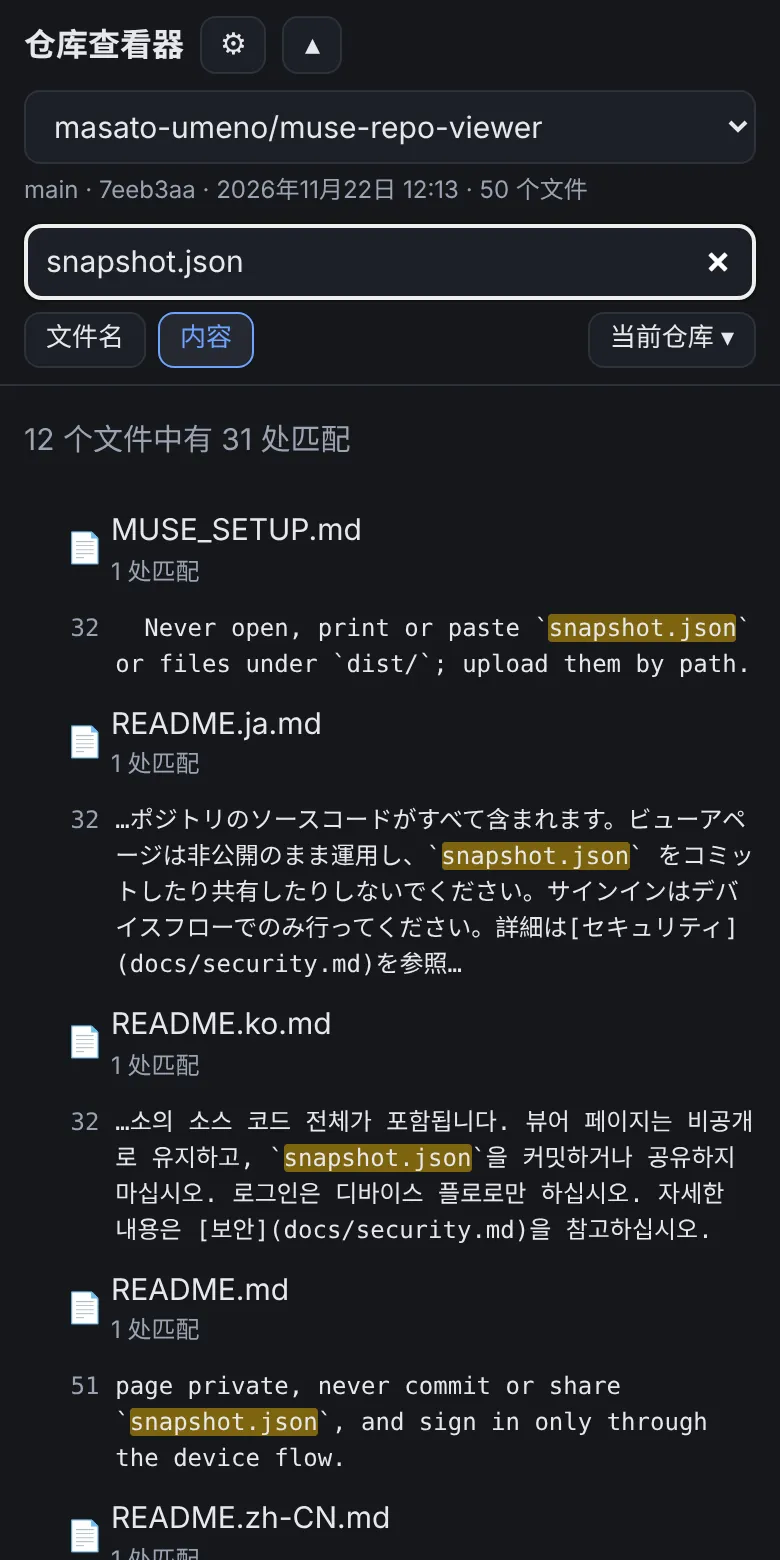 仓库查看器 ⚙ ▲
masato-umeno/muse-repo-viewer
main · 7eeb3aa · 2026年11月22日 12:13 · 50 个文件
snapshot.json ×
文件名 内容 当前仓库 ▾
12 个文件中有 31 处匹配
MUSE_SETUP.md
1 处匹配
32 Never open, print or paste `snapshot.json`
or files under `dist/`; upload them by path.
README.ja.md
1 处匹配
32 …ポジトリのソースコードがすべて含まれます。ビューアペ
ージは非公開のまま運用し、`snapshot.json` をコミッ
トしたり共有したりしないでください。サインインはデバ
イスフローでのみ行ってください。詳細は[セキュリティ]
(docs/security.md)を参照…
README.ko.md
1 处匹配
32 …소의 소스 코드 전체가 포함됩니다. 뷰어 페이지는 비공개
로 유지하고, `snapshot.json`을 커밋하거나 공유하지
마십시오. 로그인은 디바이스 플로로만 하십시오. 자세한
내용은 [보안](docs/security.md)을 참고하십시오.
README.md
1 处匹配
51 page private, never commit or share
`snapshot.json`, and sign in only through
the device flow.
README.zh-CN.md
1 处匹配